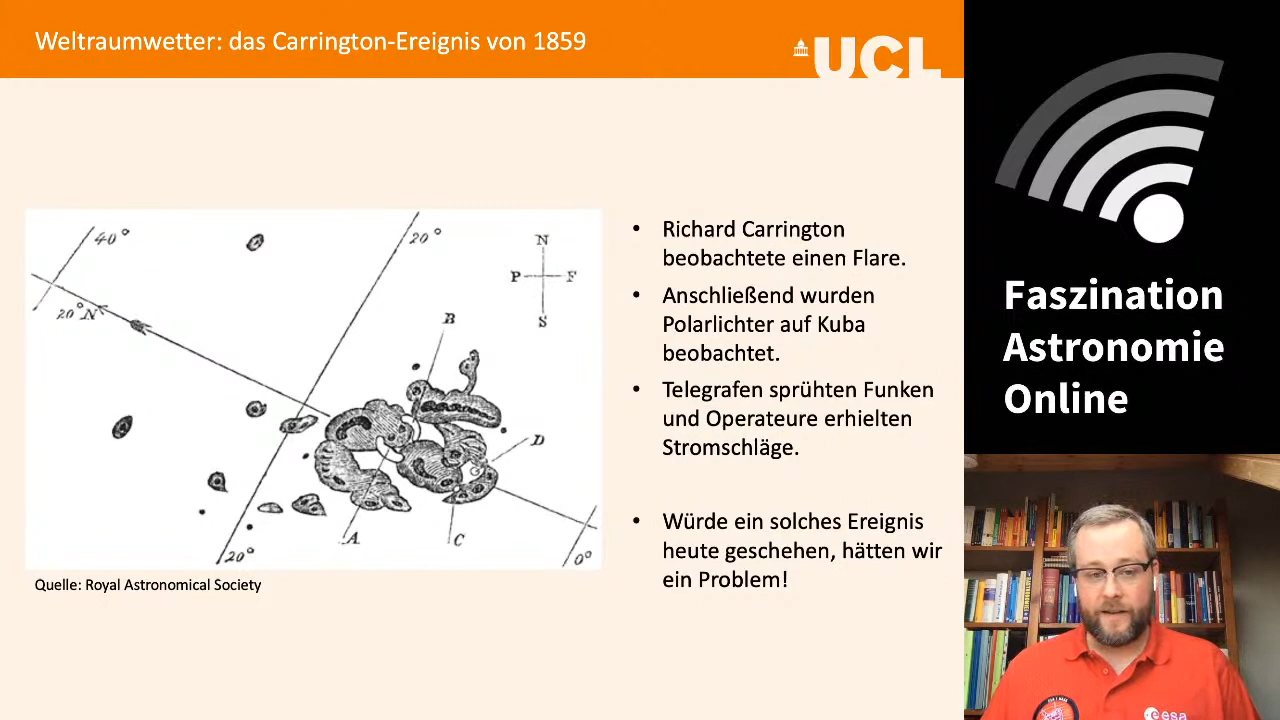 Weltraumwetter: das Carrington-Ereignis von 1859
UCL
40°
20°
N
P
F
S
20°N
B
D
A
C
20°
0°
Quelle: Royal Astronomical Society
• Richard Carrington
beobachtete einen Flare.
• Anschließend wurden
Polarlichter auf Kuba
beobachtet.
• Telegrafen sprühten Funken
und Operateure erhielten
Stromschläge.
• Würde ein solches Ereignis
heute geschehen, hätten wir
ein Problem!
Faszination
Astronomie
Online
esa